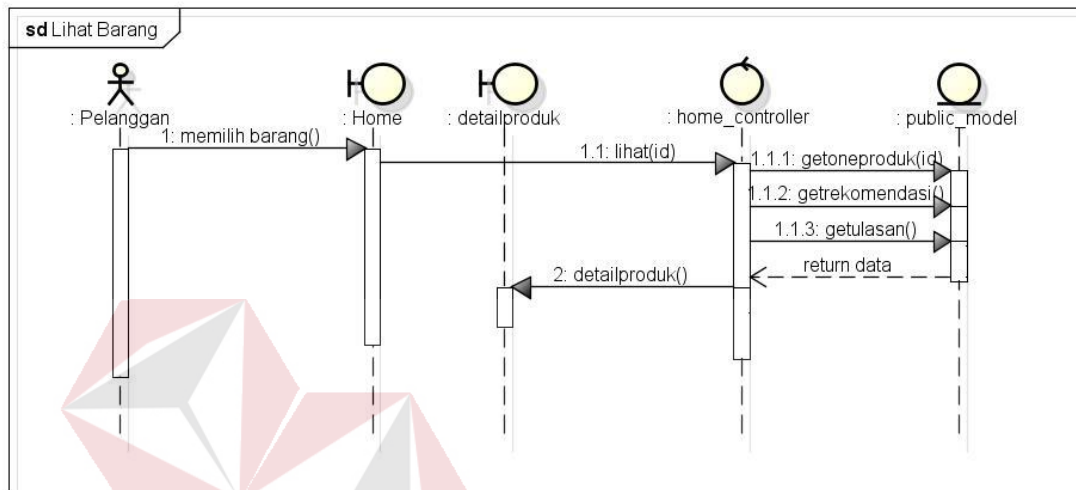 sd Lihat Barang
: Pelanggan
: Home
: detailproduk
: home_controller
: public_model
1: memilih barang()
1.1: lihat(id)
1.1.1: getoneproduk(id)
1.1.2: getrekomendasi()
1.1.3: getulasan()
return data
2: detailproduk()